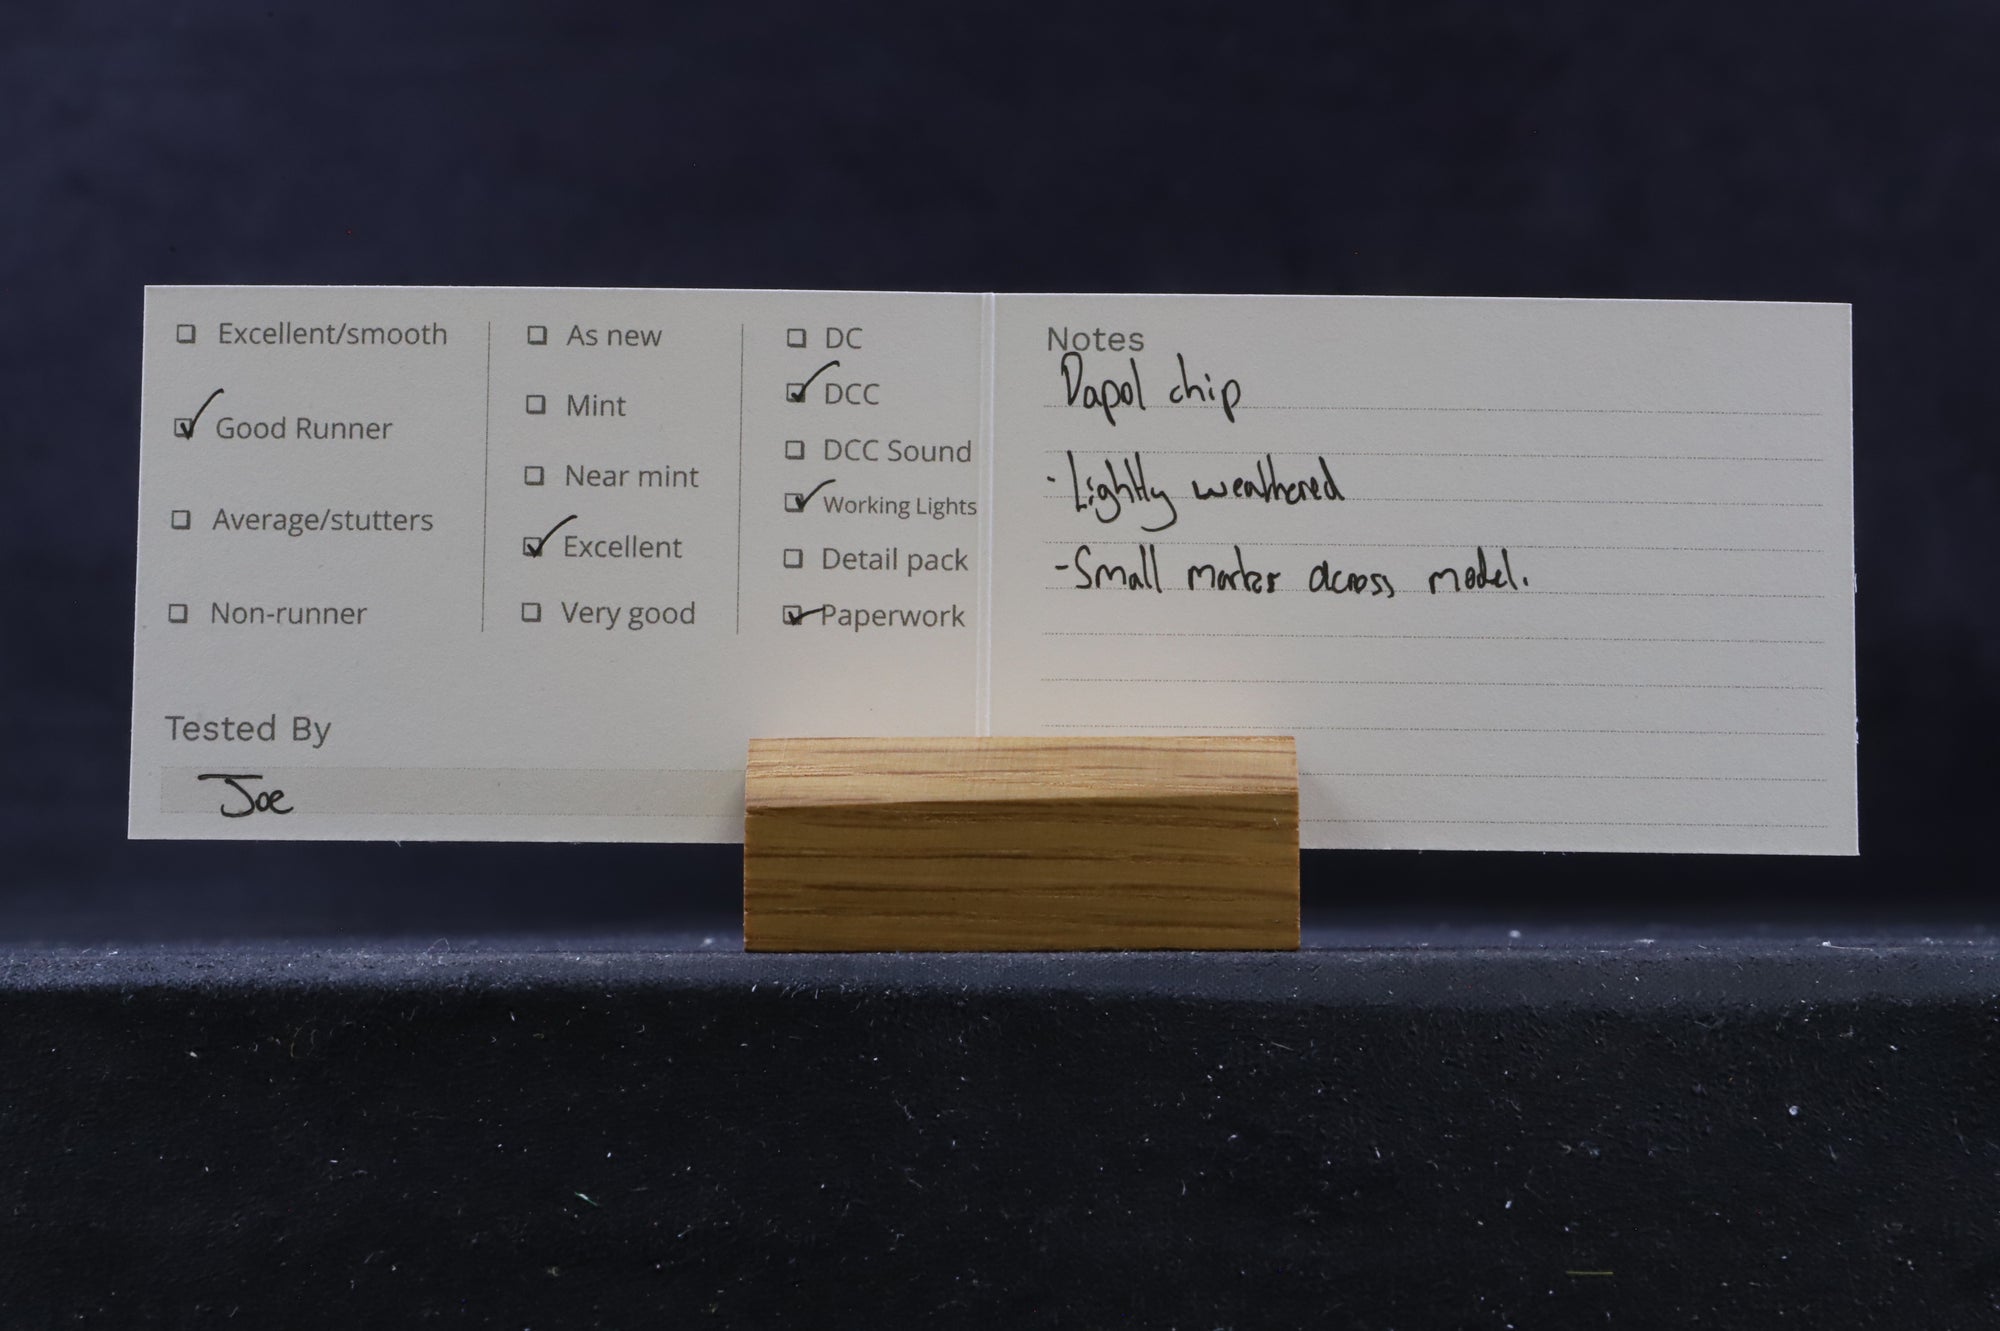 Excellent/smooth
Good Runner
Average/stutters
Non-runner
As new
Mint
Near mint
Excellent
Very good
DC
DCC
DCC Sound
Working Lights
Detail pack
Paperwork
Tested By
Joe
Notes
Dapol chip
- Lightly weathered
- Small marks across model.